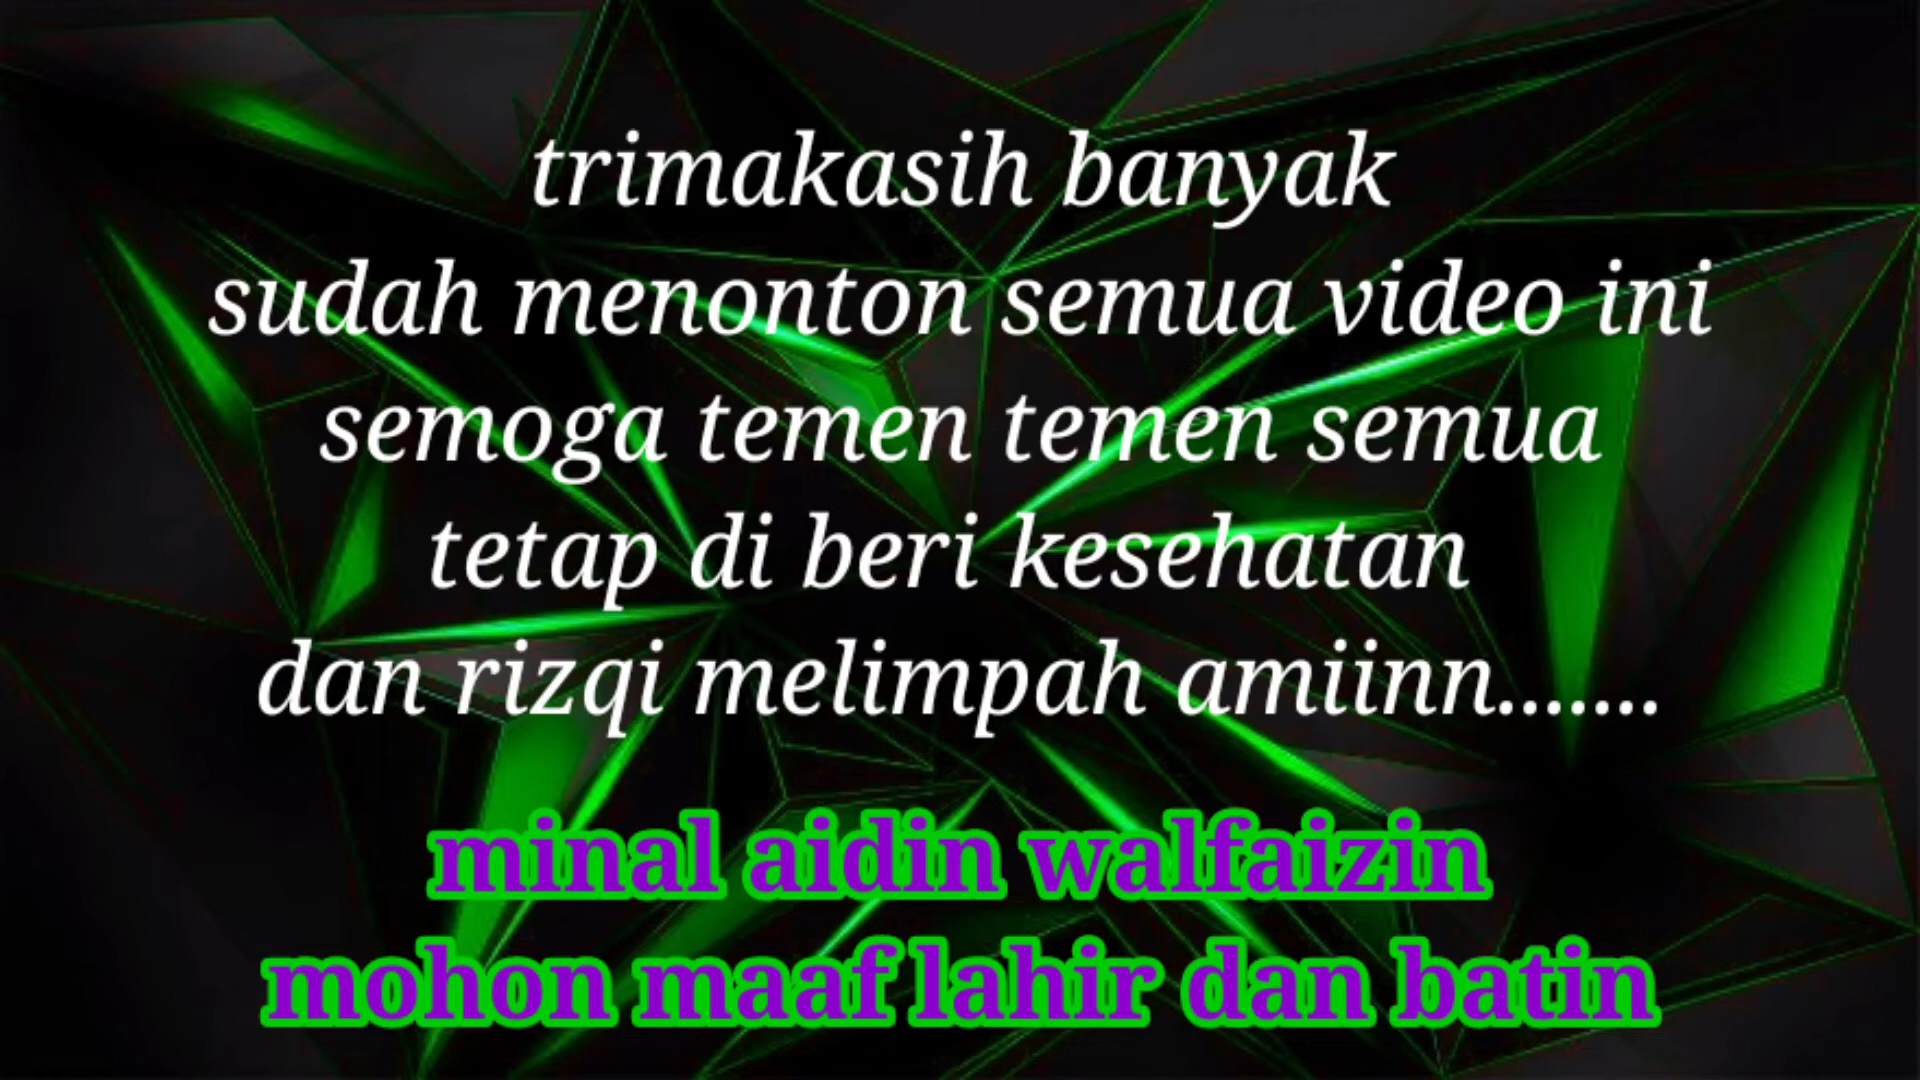 trimakasih banyak
sudah menonton semua video ini
semoga temen temen semua
tetap di beri kesehatan
dan rizqi melimpah amiinn.......
minal aidin walfaizin
mohon maaf lahir dan batin